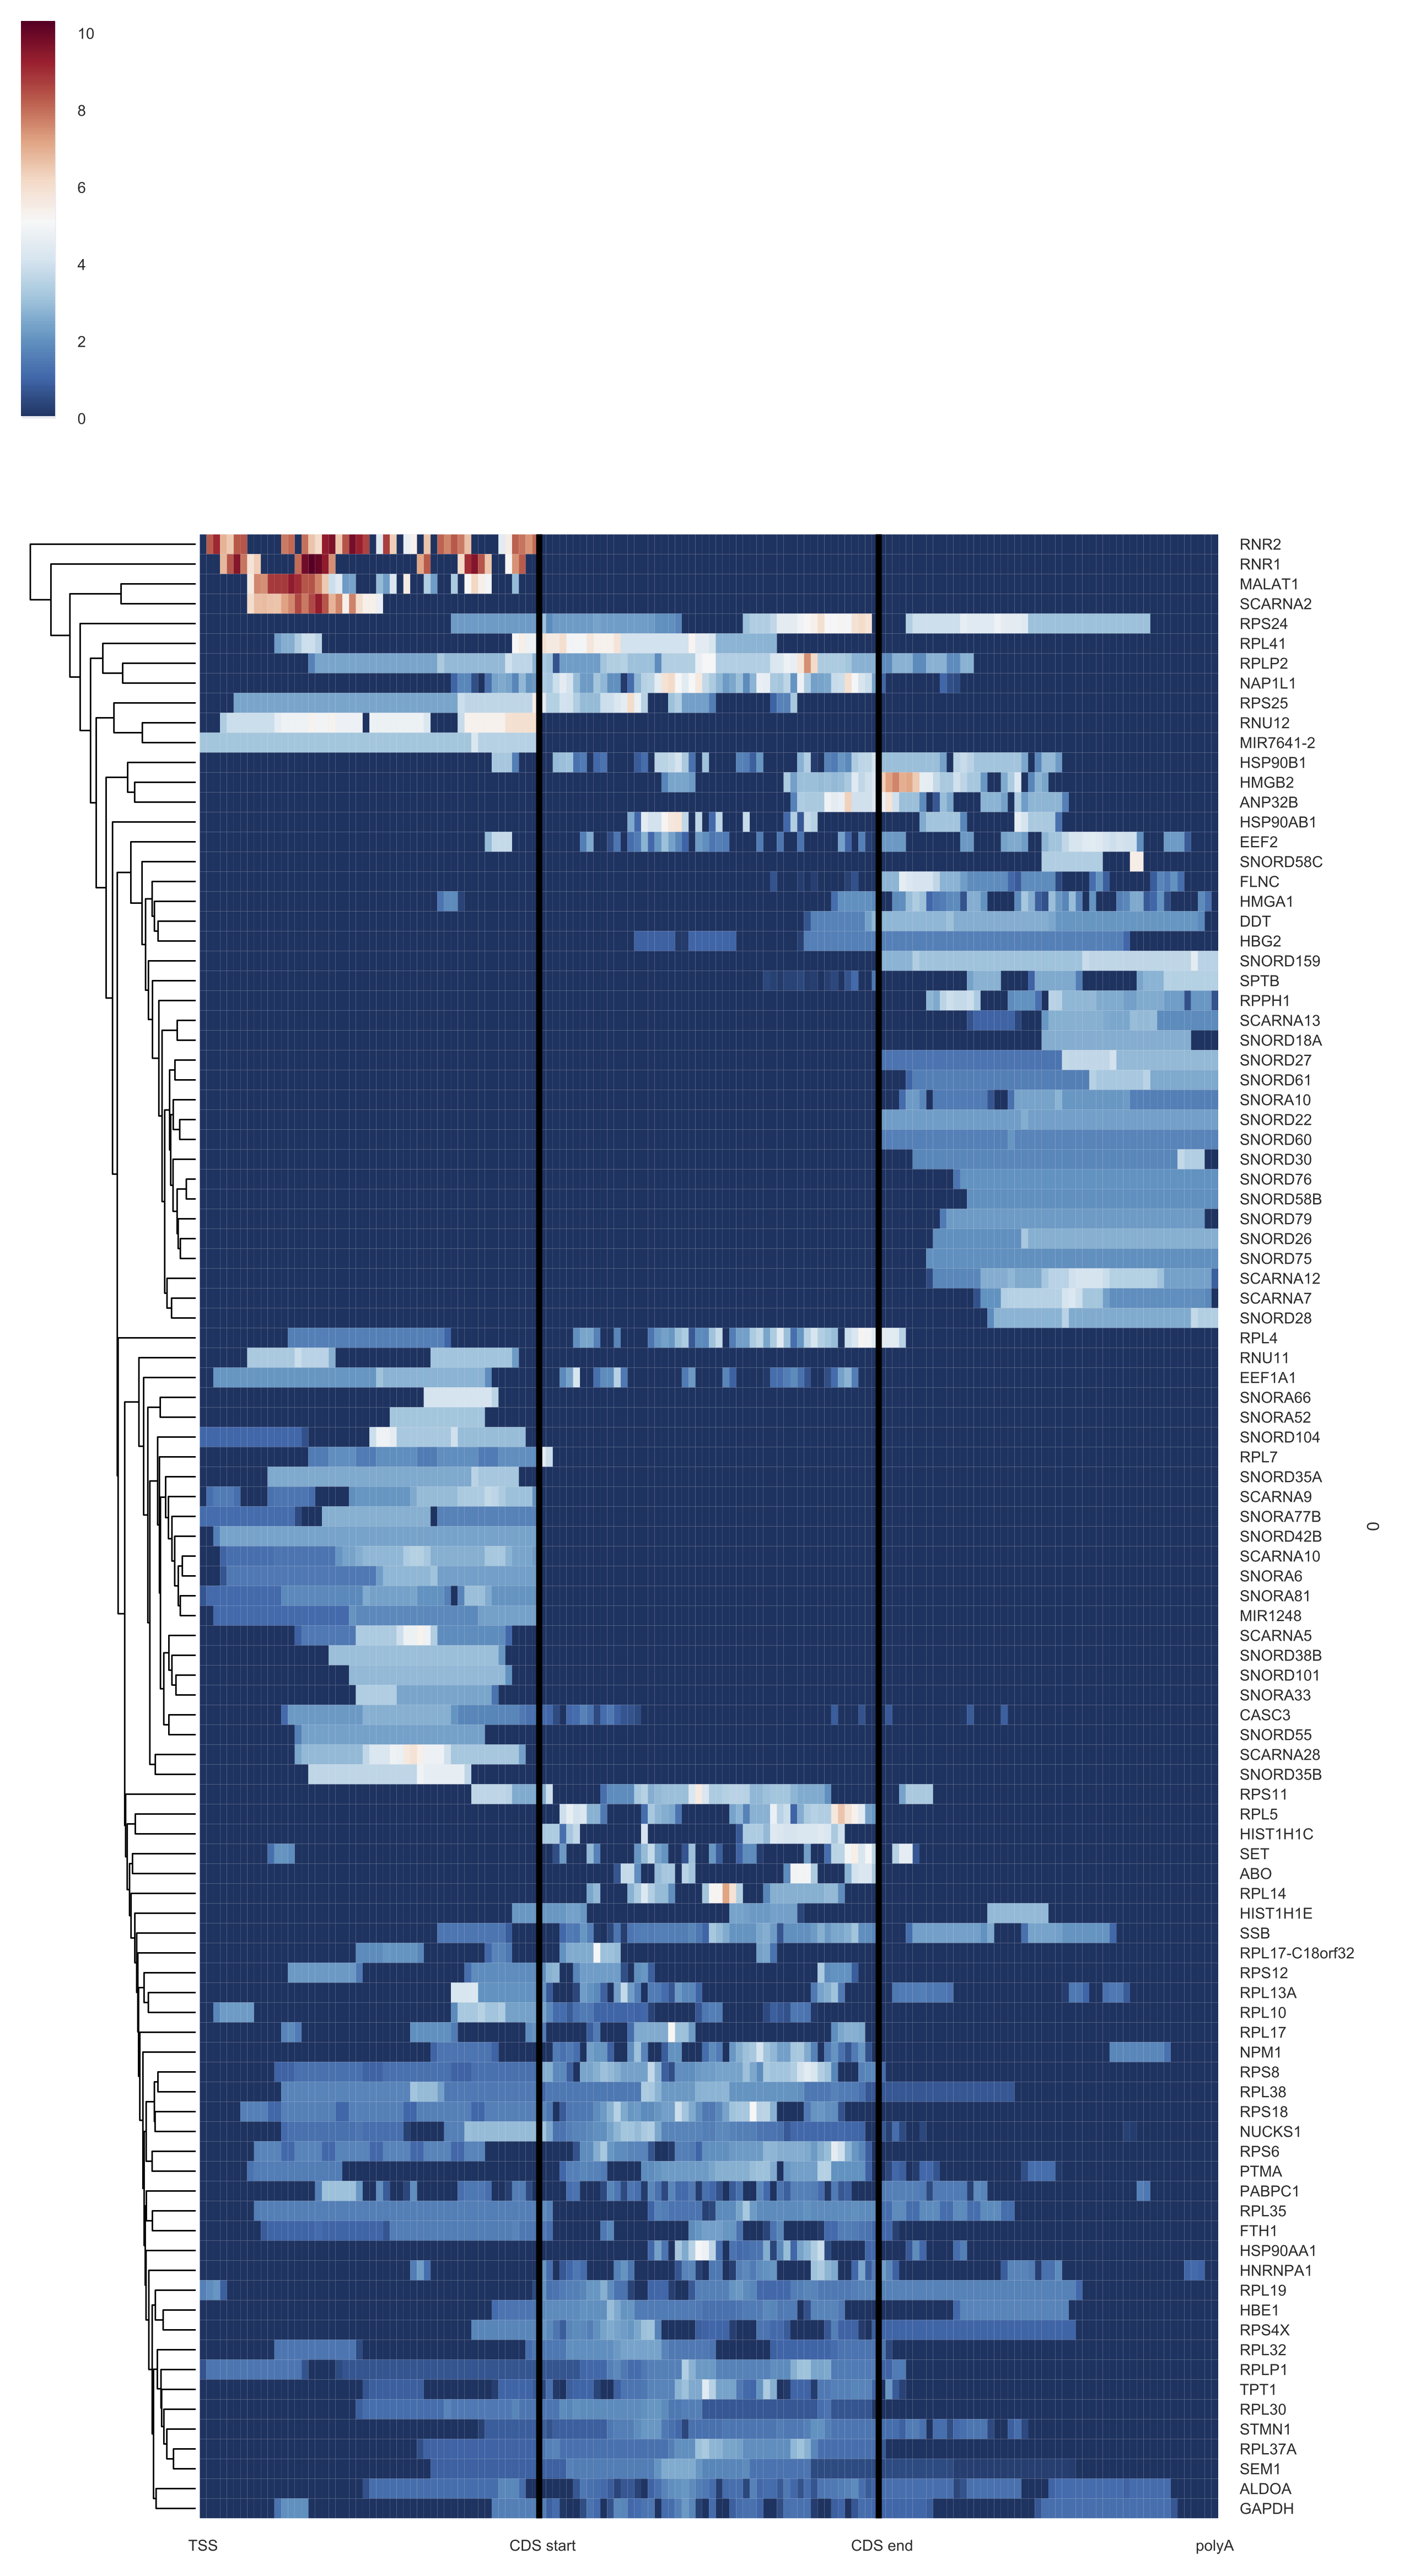 10
8
6
4
2
0
RNR2
RNR1
MALAT1
SCARNA2
RPS24
RPL41
RPLP2
NAP1L1
RPS25
RNU12
MIR7641-2
HSP90B1
HMGB2
ANP32B
HSP90AB1
EEF2
SNORD58C
FLNC
HMGA1
DDT
HBG2
SNORD159
SPTB
RPPH1
SCARNA13
SNORD18A
SNORD27
SNORD61
SNORA10
SNORD22
SNORD60
SNORD30
SNORD76
SNORD58B
SNORD79
SNORD26
SNORD75
SCARNA12
SCARNA7
SNORD28
RPL4
RNU11
EEF1A1
SNORA66
SNORA52
SNORD104
RPL7
SNORD35A
SCARNA9
SNORA77B
SNORD42B
SCARNA10
SNORA6
SNORA81
MIR1248
SCARNA5
SNORD38B
SNORD101
SNORA33
CASC3
SNORD55
SCARNA28
SNORD35B
RPS11
RPL5
HIST1H1C
SET
ABO
RPL14
HIST1H1E
SSB
RPL17-C18orf32
RPS12
RPL13A
RPL10
RPL17
NPM1
RPS8
RPL38
RPS18
NUCKS1
RPS6
PTMA
PABPC1
RPL35
FTH1
HSP90AA1
HNRNPA1
RPL19
HBE1
RPS4X
RPL32
RPLP1
TPT1
RPL30
STMN1
RPL37A
SEM1
ALDOA
GAPDH
0
TSS CDS start CDS end polyA